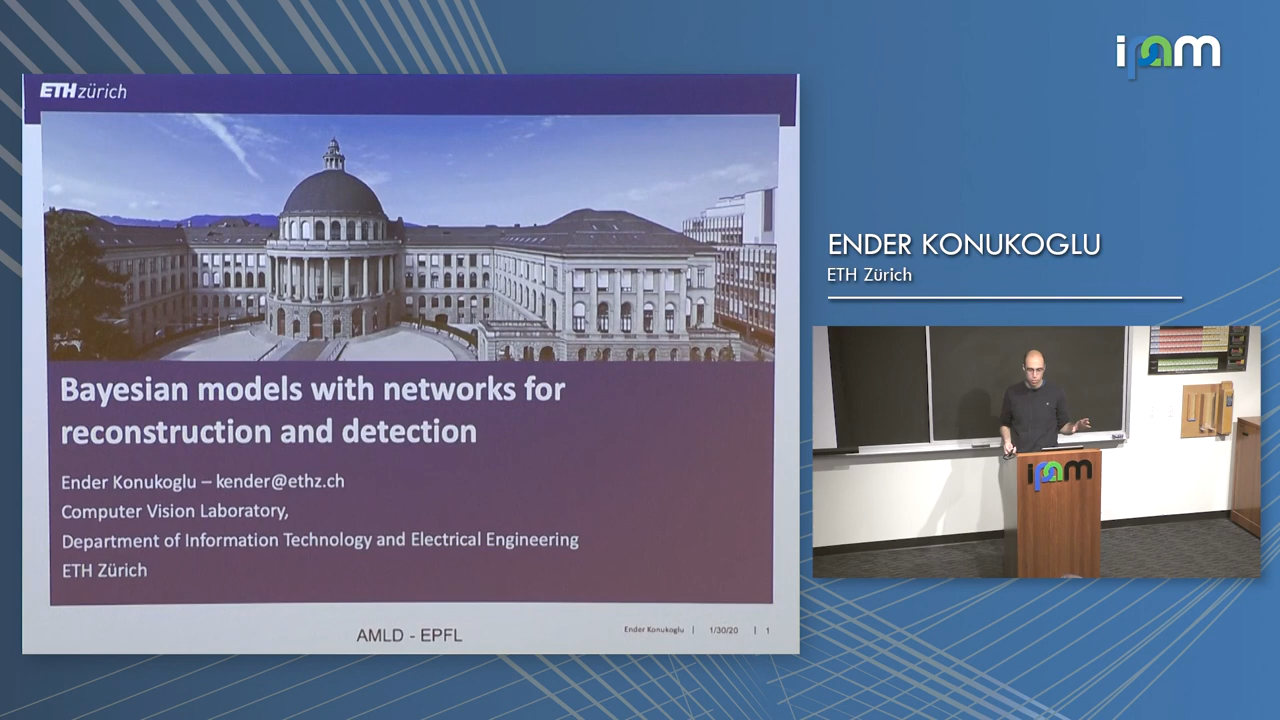 ipam
ETH zürich
Bayesian models with networks for
reconstruction and detection
Ender Konukoglu – kender@ethz.ch
Computer Vision Laboratory,
Department of Information Technology and Electrical Engineering
ETH Zürich
AMLD - EPFL
Ender Konukoglu | 1/30/20 | 1
ENDER KONUKOGLU
ETH Zürich
ipam